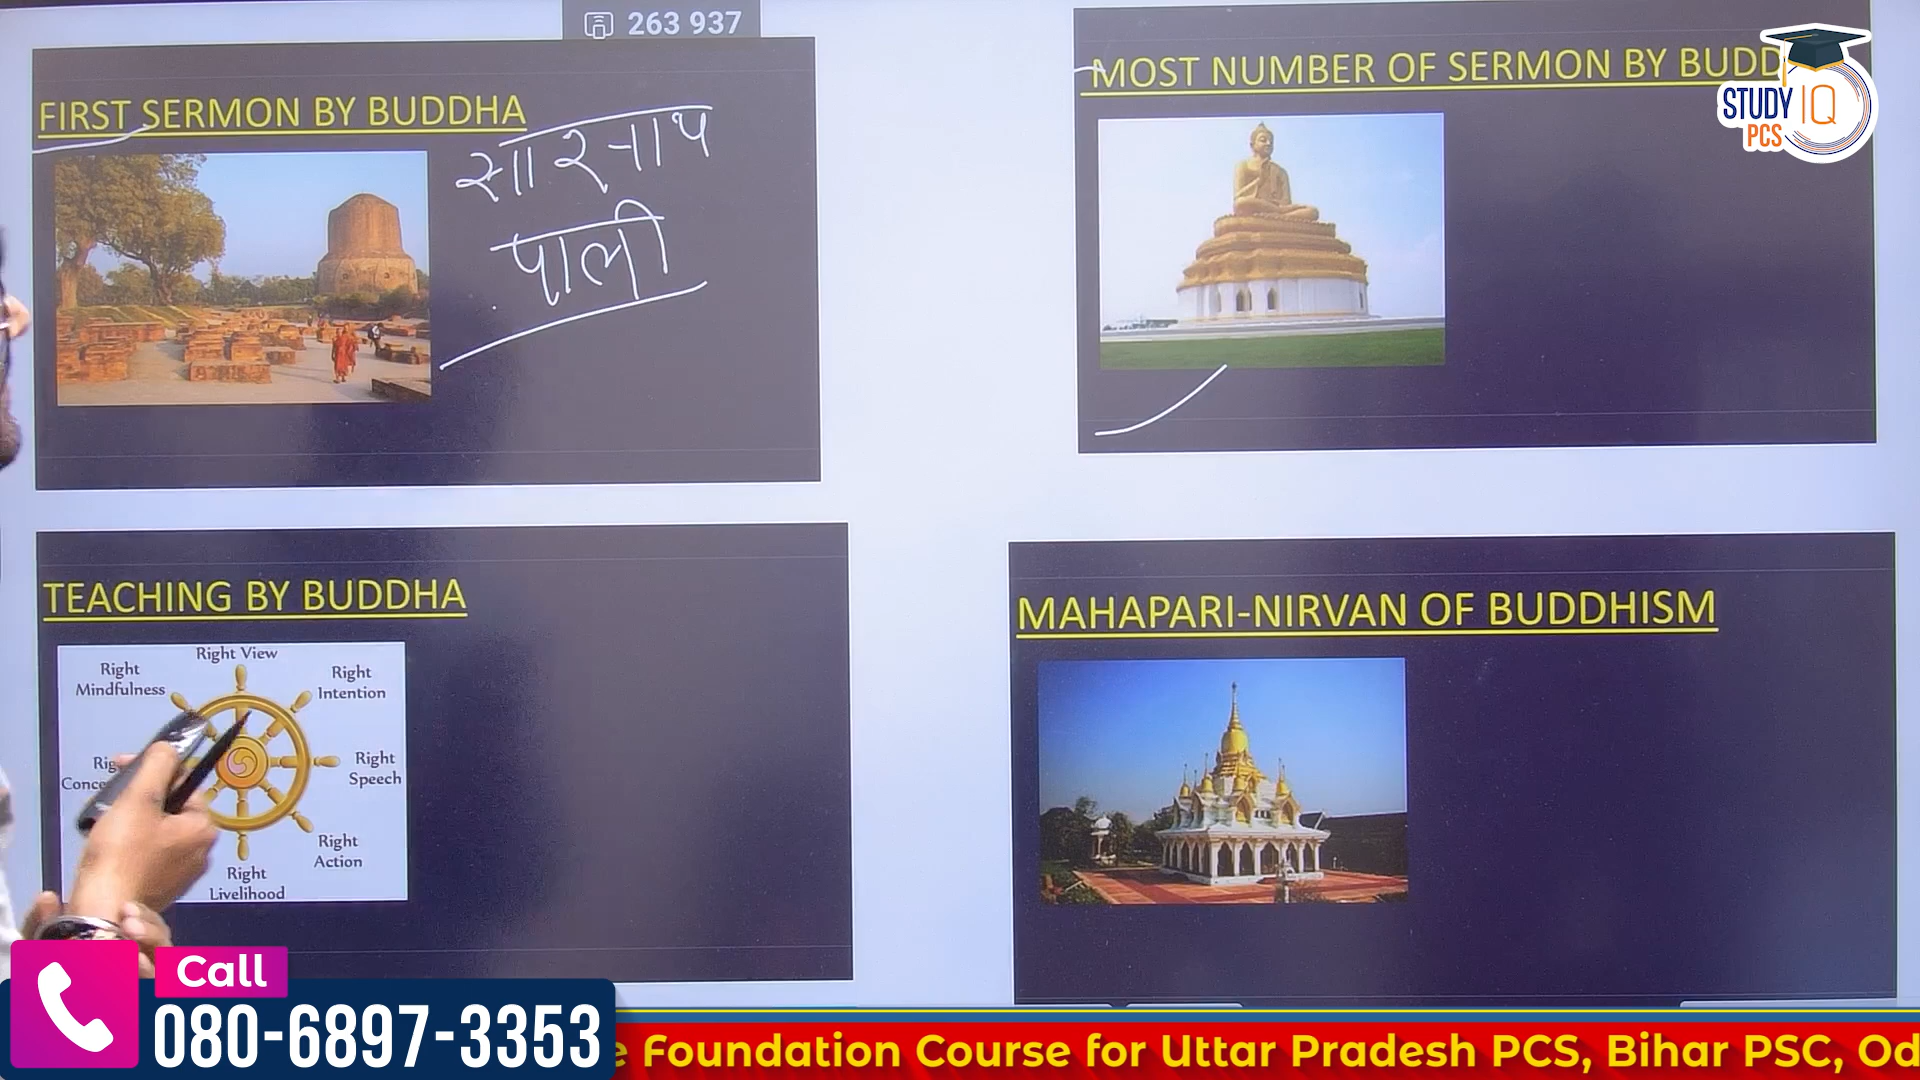 263 937
FIRST SERMON BY BUDDHA
सारनाथ
पाली
MOST NUMBER OF SERMON BY BUDD
STUDY IQ
PCS
TEACHING BY BUDDHA
Right View
Right
Mindfulness
Right
Intention
Right
Speech
Right
Action
Right
Livelihood
MAHAPARI-NIRVAN OF BUDDHISM
Call
080-6897-3353
Foundation Course for Uttar Pradesh PCS, Bihar PSC,